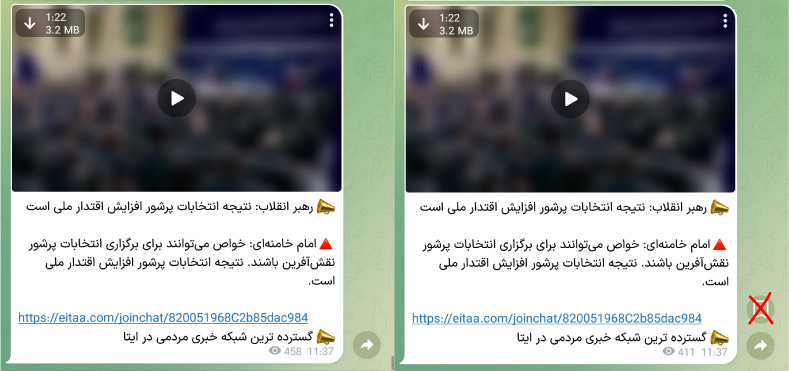 1:22
3.2 MB
📢 رهبر انقلاب: نتیجه انتخابات پرشور افزایش اقتدار ملی است
🔺امام خامنه‌ای: خواص می‌توانند برای برگزاری انتخابات پرشور
نقش‌آفرین باشند. نتیجه انتخابات پرشور افزایش اقتدار ملی
است.
https://eitaa.com/joinchat/820051968C2b85dac984
📢 گسترده ترین شبکه خبری مردمی در ایتا
458 11:37
1:22
3.2 MB
📢 رهبر انقلاب: نتیجه انتخابات پرشور افزایش اقتدار ملی است
🔺امام خامنه‌ای: خواص می‌توانند برای برگزاری انتخابات پرشور
نقش‌آفرین باشند. نتیجه انتخابات پرشور افزایش اقتدار ملی
است.
https://eitaa.com/joinchat/820051968C2b85dac984
📢 گسترده ترین شبکه خبری مردمی در ایتا
411 11:37